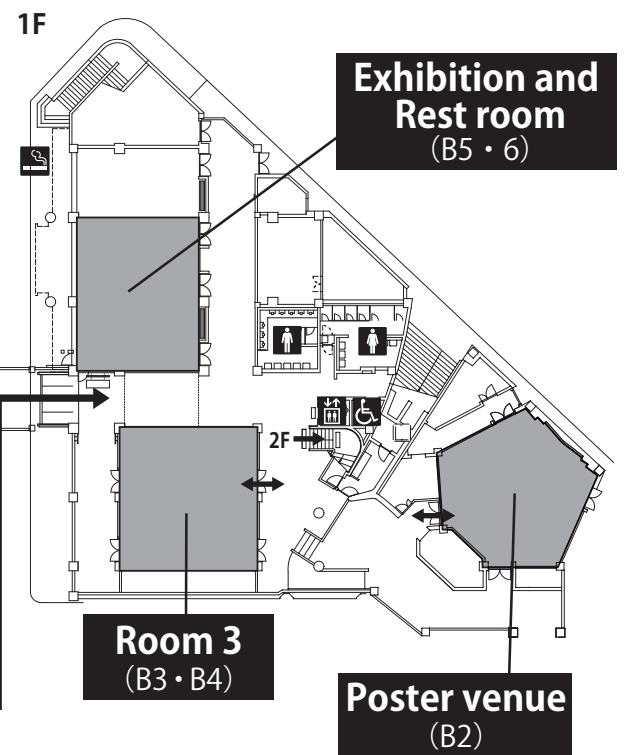 1F
Exhibition and
Rest room
(B5・6)
2F
Room 3
(B3・B4)
Poster venue
(B2)